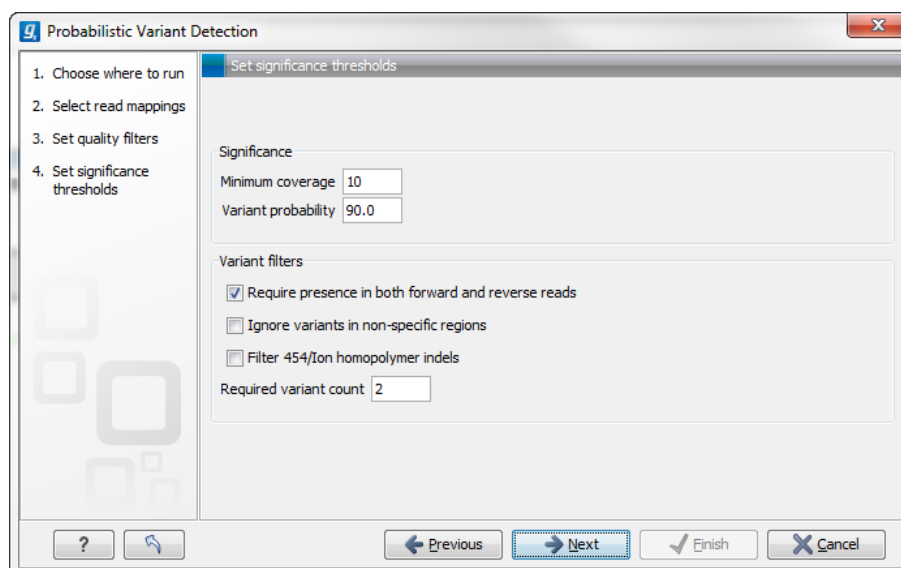 Probabilistic Variant Detection
1. Choose where to run
2. Select read mappings
3. Set quality filters
4. Set significance
thresholds
Set significance thresholds
Significance
Minimum coverage 10
Variant probability 90.0
Variant filters
Require presence in both forward and reverse reads
Ignore variants in non-specific regions
Filter 454/Ion homopolymer indels
Required variant count 2
? Previous Next Finish Cancel